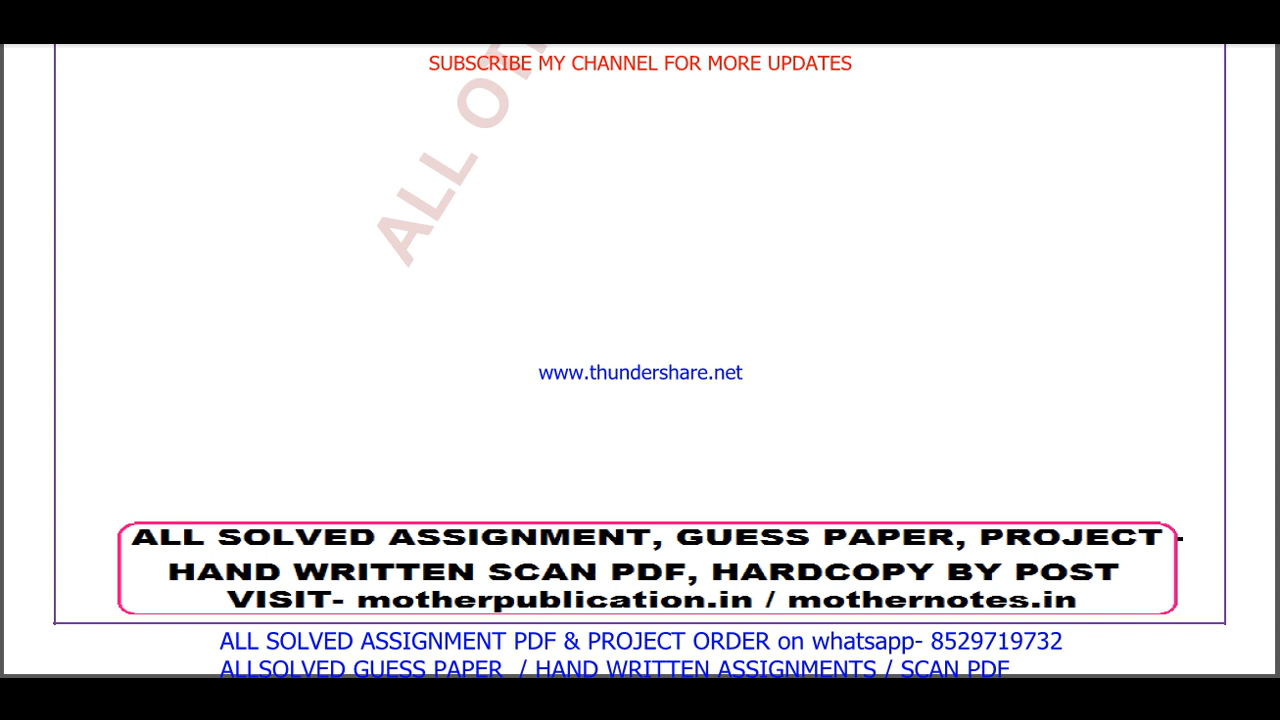 SUBSCRIBE MY CHANNEL FOR MORE UPDATES
ALL
www.thundershare.net
ALL SOLVED ASSIGNMENT, GUESS PAPER, PROJECT -
HAND WRITTEN SCAN PDF, HARDCOPY BY POST
VISIT- motherpublication.in / mothernotes.in
ALL SOLVED ASSIGNMENT PDF & PROJECT ORDER on whatsapp- 8529719732
ALLSOLVED GUESS PAPER / HAND WRITTEN ASSIGNMENTS / SCAN PDF